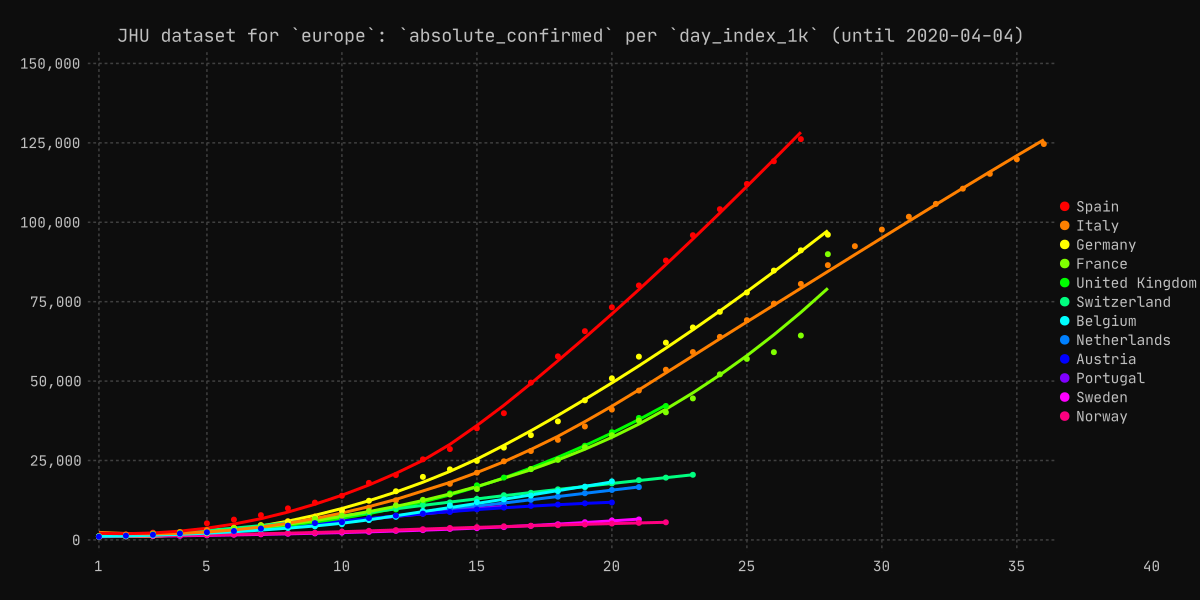 JHU dataset for `europe`: `absolute_confirmed` per `day_index_1k` (until 2020-04-04)
150,000
125,000
100,000
75,000
50,000
25,000
0
1 5 10 15 20 25 30 35 40
Spain
Italy
Germany
France
United Kingdom
Switzerland
Belgium
Netherlands
Austria
Portugal
Sweden
Norway